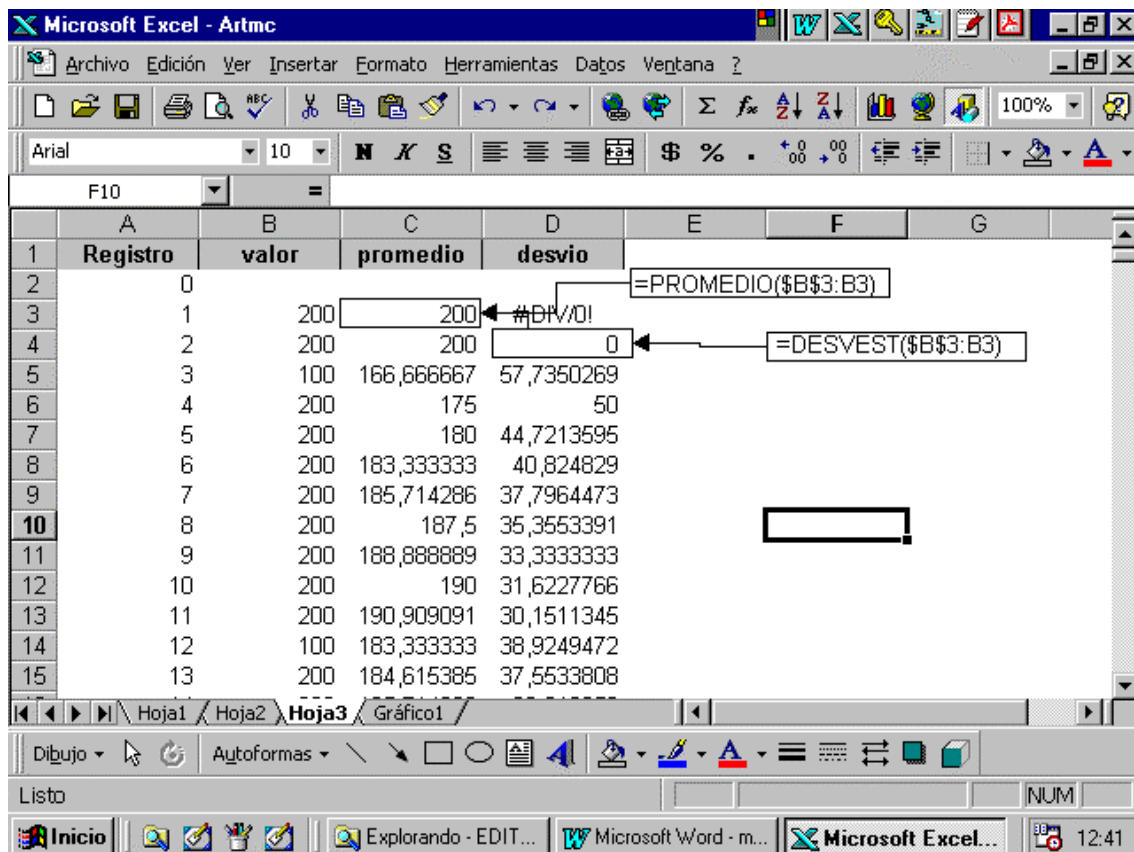 Microsoft Excel - Artmc
Archivo Edición Ver Insertar Formato Herramientas Datos Ventana ?
100%
Arial 10 N K S $ %
F10 =
A B C D E F G
1 Registro valor promedio desvio
2 0 =PROMEDIO($B$3:B3)
3 1 200 200 #DIV/0!
4 2 200 200 0 =DESVEST($B$3:B3)
5 3 100 166,666667 57,7350269
6 4 200 175 50
7 5 200 180 44,7213595
8 6 200 183,333333 40,824829
9 7 200 185,714286 37,7964473
10 8 200 187,5 35,3553391
11 9 200 188,888889 33,3333333
12 10 200 190 31,6227766
13 11 200 190,909091 30,1511345
14 12 100 183,333333 38,9249472
15 13 200 184,615385 37,5533808
Hoja1 Hoja2 Hoja3 Gráfico1
Dibujo Autoformas
Listo NUM
Inicio Explorando - EDIT... Microsoft Word - m... Microsoft Excel... 12:41